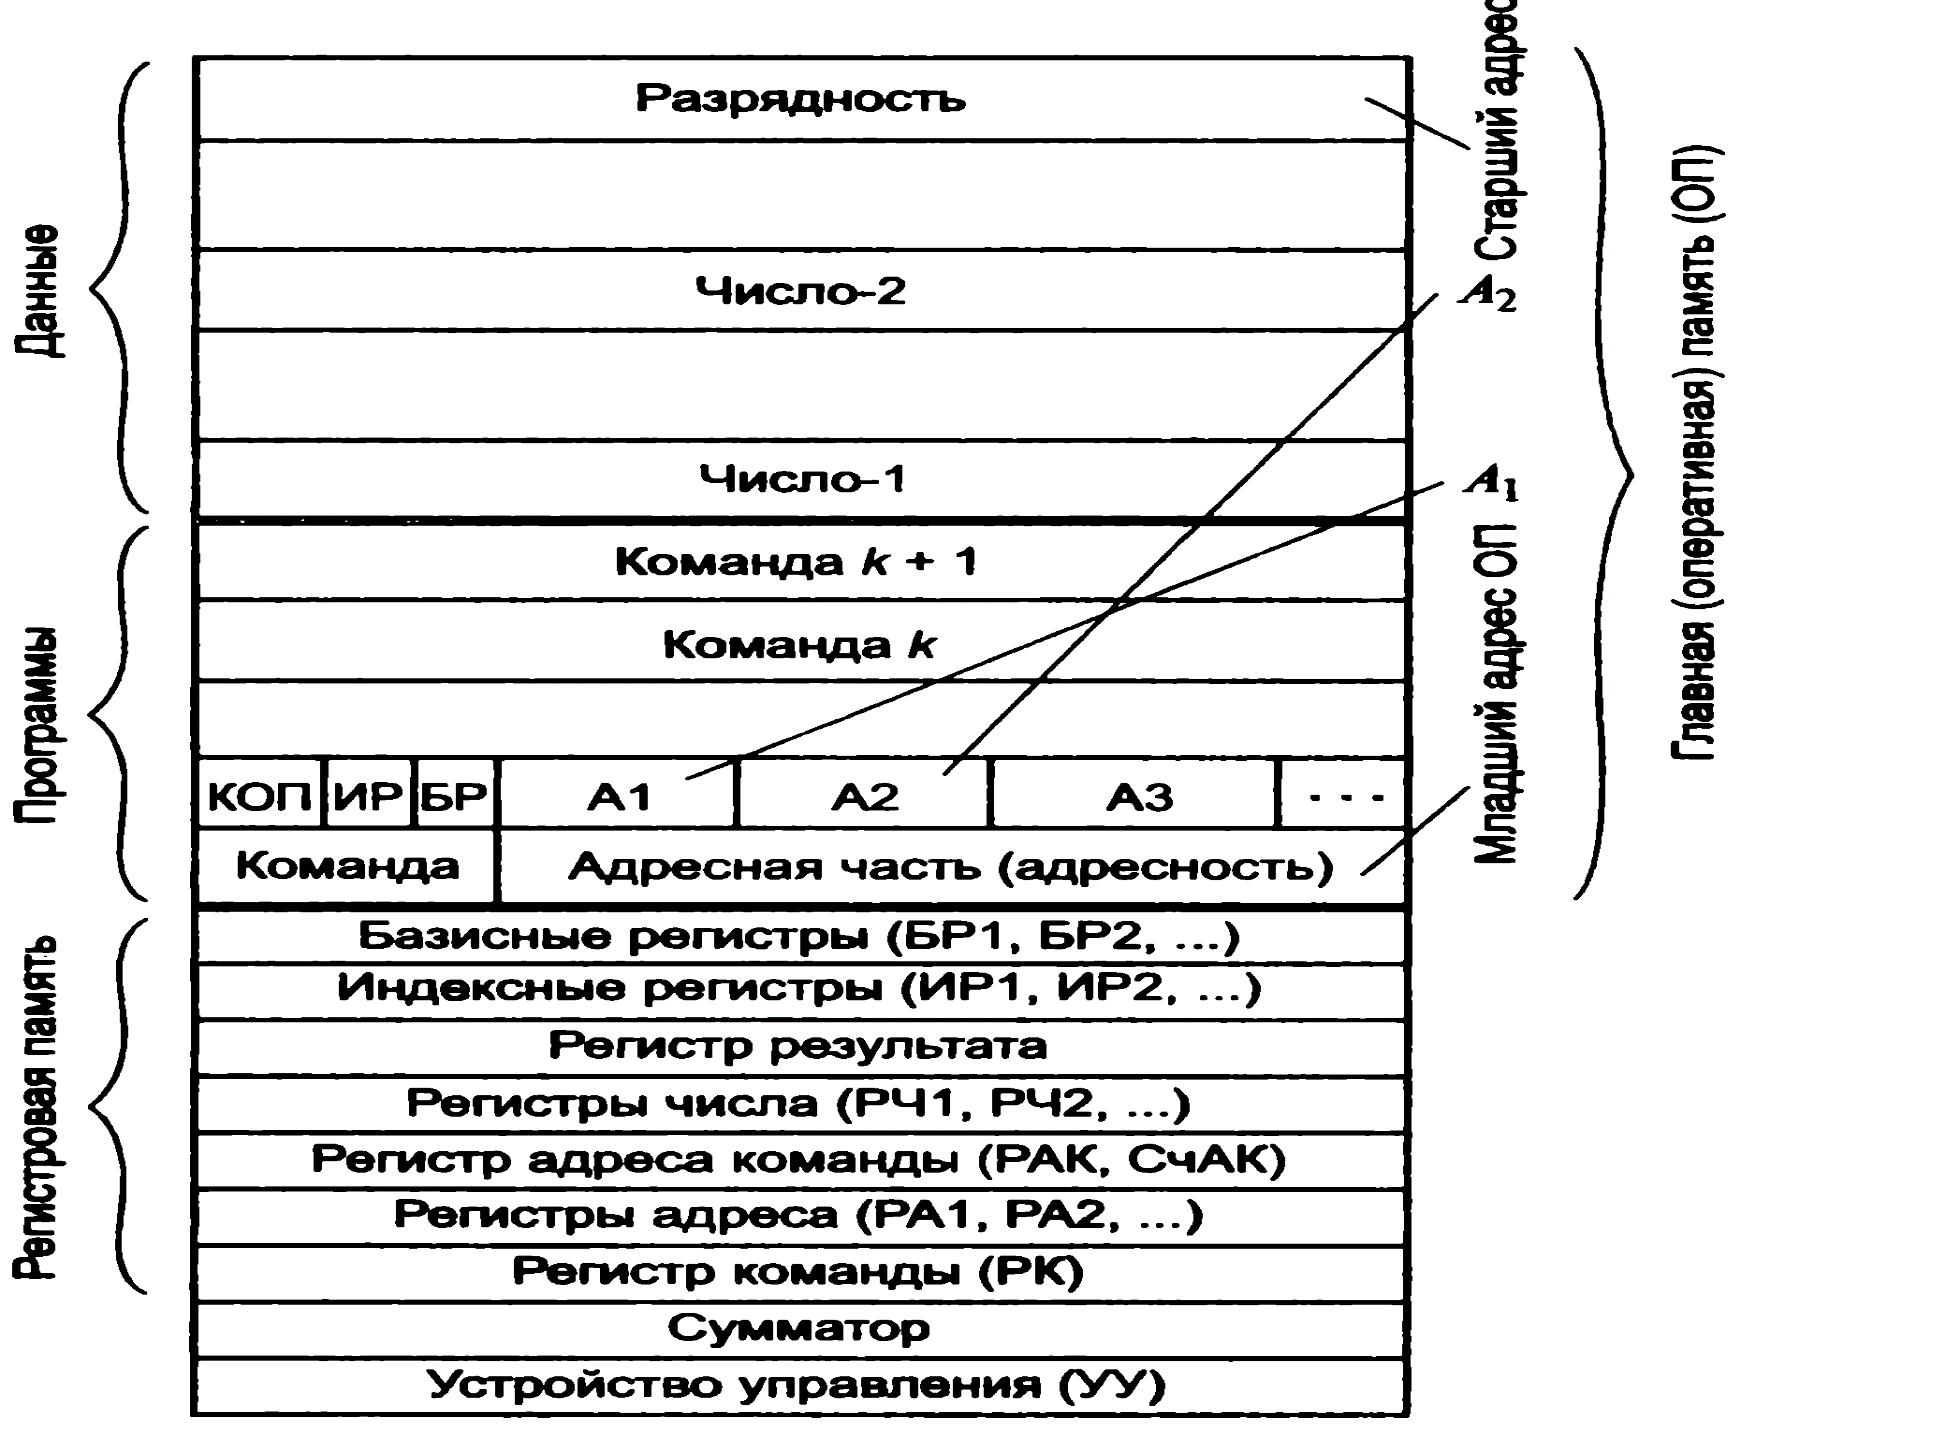 Разрядность
Старший адрес
Число-2
A2
Данные
Число-1
A1
Главная (оперативная) память (ОП)
Команда k + 1
Команда k
Программы
КОП ИР БР А1 А2 А3 ...
Команда Адресная часть (адресность)
Младший адрес ОП
Базисные регистры (БР1, БР2, ...)
Индексные регистры (ИР1, ИР2, ...)
Регистр результата
Регистры числа (РЧ1, РЧ2, ...)
Регистровая память
Регистр адреса команды (РАК, СчАК)
Регистры адреса (РА1, РА2, ...)
Регистр команды (РК)
Сумматор
Устройство управления (УУ)